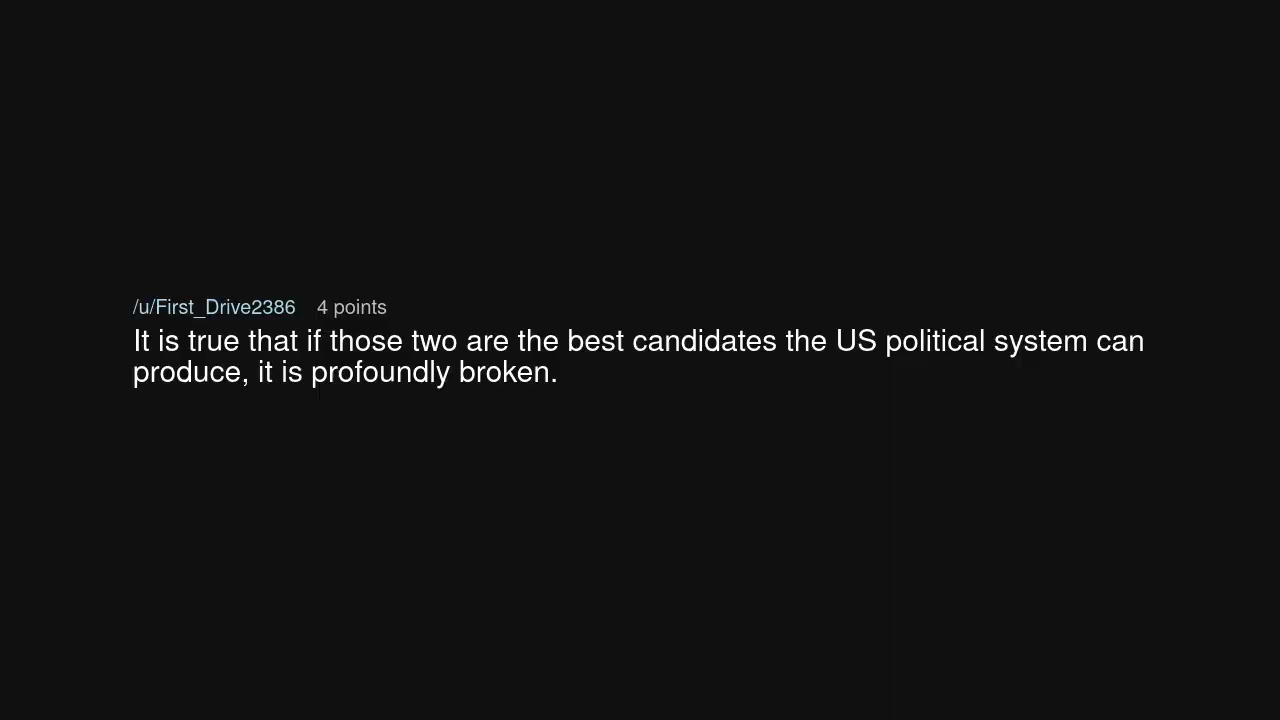 /u/First_Drive2386 4 points
It is true that if those two are the best candidates the US political system can
produce, it is profoundly broken.